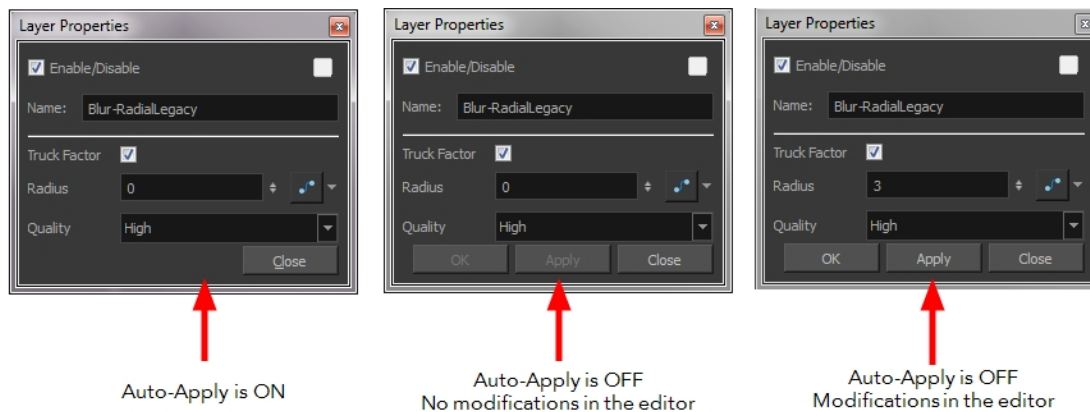 Layer Properties
Enable/Disable
Name: Blur-RadialLegacy
Truck Factor
Radius 0
Quality High
Close
Auto-Apply is ON
Layer Properties
Enable/Disable
Name: Blur-RadialLegacy
Truck Factor
Radius 0
Quality High
OK Apply Close
Auto-Apply is OFF
No modifications in the editor
Layer Properties
Enable/Disable
Name: Blur-RadialLegacy
Truck Factor
Radius 3
Quality High
OK Apply Close
Auto-Apply is OFF
Modifications in the editor